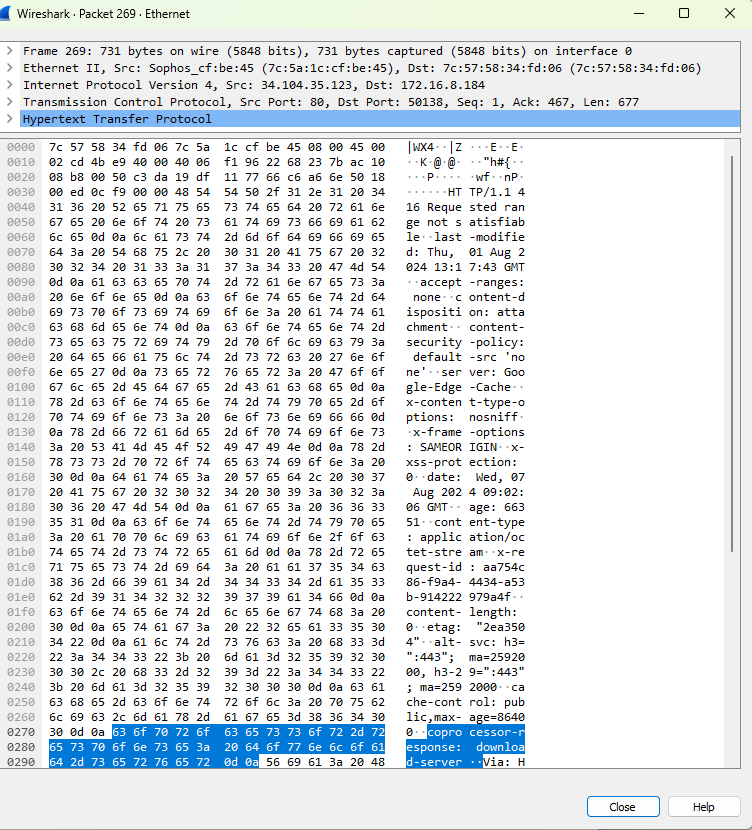 Wireshark · Packet 269 · Ethernet
Frame 269: 731 bytes on wire (5848 bits), 731 bytes captured (5848 bits) on interface 0
Ethernet II, Src: Sophos_cf:be:45 (7c:5a:1c:cf:be:45), Dst: 7c:57:58:34:fd:06 (7c:57:58:34:fd:06)
Internet Protocol Version 4, Src: 34.104.35.123, Dst: 172.16.8.184
Transmission Control Protocol, Src Port: 80, Dst Port: 50138, Seq: 1, Ack: 467, Len: 677
Hypertext Transfer Protocol
0000 7c 57 58 34 fd 06 7c 5a 1c cf be 45 08 00 45 00 |WX4··|Z ···E··E·
0010 02 cd 4b e9 40 00 40 06 f1 96 22 68 23 7b ac 10 ··K·@·@· ··"h#{··
0020 08 b8 00 50 c3 da 19 df 11 77 66 c6 a6 6e 50 18 ···P···· ·wf··nP·
0030 00 ed 0c f9 00 00 48 54 54 50 2f 31 2e 31 20 34 ······HT TP/1.1 4
0040 31 36 20 52 65 71 75 65 73 74 65 64 20 72 61 6e 16 Reque sted ran
0050 67 65 20 6e 6f 74 20 73 61 74 69 73 66 69 61 62 ge not s atisfiab
0060 6c 65 0d 0a 6c 61 73 74 2d 6d 6f 64 69 66 69 65 le··last -modifie
0070 64 3a 20 54 68 75 2c 20 30 31 20 41 75 67 20 32 d: Thu, 01 Aug 2
0080 30 32 34 20 31 33 3a 31 37 3a 34 33 20 47 4d 54 024 13:1 7:43 GMT
0090 0d 0a 61 63 63 65 70 74 2d 72 61 6e 67 65 73 3a ··accept -ranges:
00a0 20 6e 6f 6e 65 0d 0a 63 6f 6e 74 65 6e 74 2d 64 none··c ontent-d
00b0 69 73 70 6f 73 69 74 69 6f 6e 3a 20 61 74 74 61 ispositi on: atta
00c0 63 68 6d 65 6e 74 0d 0a 63 6f 6e 74 65 6e 74 2d chment·· content-
00d0 73 65 63 75 72 69 74 79 2d 70 6f 6c 69 63 79 3a security -policy:
00e0 20 64 65 66 61 75 6c 74 2d 73 72 63 20 27 6e 6f default -src 'no
00f0 6e 65 27 0d 0a 73 65 72 76 65 72 3a 20 47 6f 6f ne'··ser ver: Goo
0100 67 6c 65 2d 45 64 67 65 2d 43 61 63 68 65 0d 0a gle-Edge -Cache··
0110 78 2d 63 6f 6e 74 65 6e 74 2d 74 79 70 65 2d 6f x-conten t-type-o
0120 70 74 69 6f 6e 73 3a 20 6e 6f 73 6e 69 66 66 0d ptions: nosniff·
0130 0a 78 2d 66 72 61 6d 65 2d 6f 70 74 69 6f 6e 73 ·x-frame -options
0140 3a 20 53 41 4d 45 4f 52 49 47 49 4e 0d 0a 78 2d : SAMEOR IGIN··x-
0150 78 73 73 2d 70 72 6f 74 65 63 74 69 6f 6e 3a 20 xss-prot ection:
0160 30 0d 0a 64 61 74 65 3a 20 57 65 64 2c 20 30 37 0··date: Wed, 07
0170 20 41 75 67 20 32 30 32 34 20 30 39 3a 30 32 3a Aug 202 4 09:02:
0180 30 36 20 47 4d 54 0d 0a 61 67 65 3a 20 36 36 33 06 GMT·· age: 663
0190 35 31 0d 0a 63 6f 6e 74 65 6e 74 2d 74 79 70 65 51··cont ent-type
01a0 3a 20 61 70 70 6c 69 63 61 74 69 6f 6e 2f 6f 63 : applic ation/oc
01b0 74 65 74 2d 73 74 72 65 61 6d 0d 0a 78 2d 72 65 tet-stre am··x-re
01c0 71 75 65 73 74 2d 69 64 3a 20 61 61 37 35 34 63 quest-id : aa754c
01d0 38 36 2d 66 39 61 34 2d 34 34 33 34 2d 61 35 33 86-f9a4- 4434-a53
01e0 62 2d 39 31 34 32 32 32 39 37 39 61 34 66 0d 0a b-914222 979a4f··
01f0 63 6f 6e 74 65 6e 74 2d 6c 65 6e 67 74 68 3a 20 content- length:
0200 30 0d 0a 65 74 61 67 3a 20 22 32 65 61 33 35 30 0··etag: "2ea350
0210 34 22 0d 0a 61 6c 74 2d 73 76 63 3a 20 68 33 3d 4"··alt- svc: h3=
0220 22 3a 34 34 33 22 3b 20 6d 61 3d 32 35 39 32 30 ":443"; ma=25920
0230 30 30 2c 20 68 33 2d 32 39 3d 22 3a 34 34 33 22 00, h3-2 9=":443"
0240 3b 20 6d 61 3d 32 35 39 32 30 30 30 0d 0a 63 61 ; ma=259 2000··ca
0250 63 68 65 2d 63 6f 6e 74 72 6f 6c 3a 20 70 75 62 che-cont rol: pub
0260 6c 69 63 2c 6d 61 78 2d 61 67 65 3d 38 36 34 30 lic,max- age=8640
0270 30 0d 0a 63 6f 70 72 6f 63 65 73 73 6f 72 2d 72 0··copro cessor-r
0280 65 73 70 6f 6e 73 65 3a 20 64 6f 77 6e 6c 6f 61 esponse: downloa
0290 64 2d 73 65 72 76 65 72 0d 0a 56 69 61 3a 20 48 d-server ··Via: H
Close Help